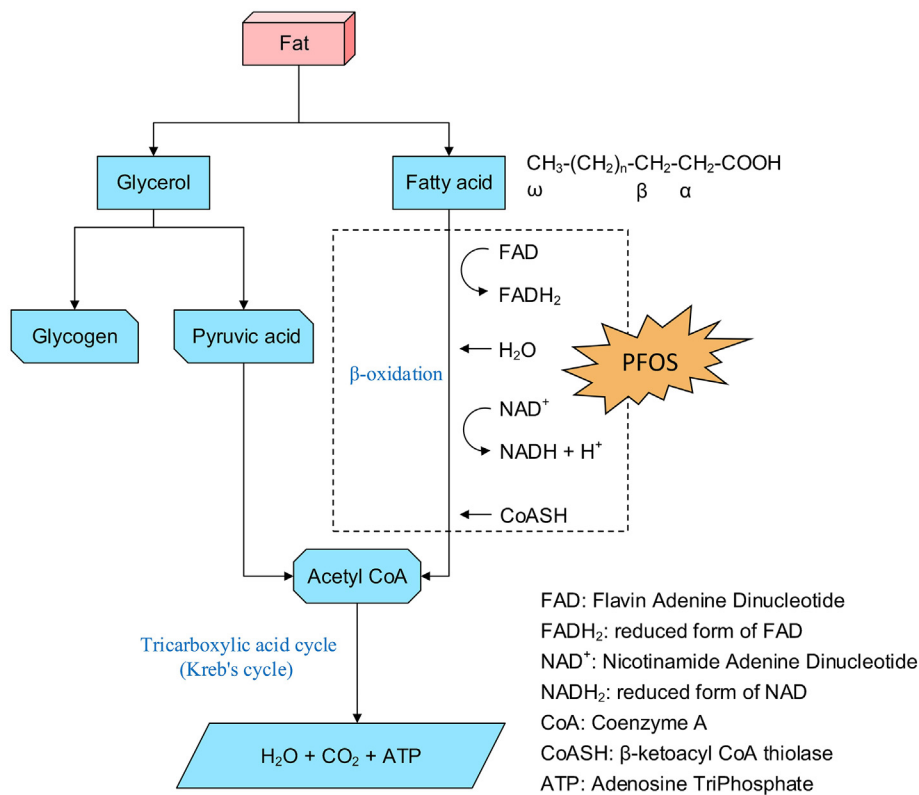 Fat
Glycerol
Fatty acid
CH₃-(CH₂)ₙ-CH₂-CH₂-COOH
ω β α
FAD
FADH₂
Glycogen
Pyruvic acid
H₂O
PFOS
β-oxidation
NAD⁺
NADH + H⁺
CoASH
Acetyl CoA
Tricarboxylic acid cycle
(Kreb's cycle)
H₂O + CO₂ + ATP
FAD: Flavin Adenine Dinucleotide
FADH₂: reduced form of FAD
NAD⁺: Nicotinamide Adenine Dinucleotide
NADH₂: reduced form of NAD
CoA: Coenzyme A
CoASH: β-ketoacyl CoA thiolase
ATP: Adenosine TriPhosphate